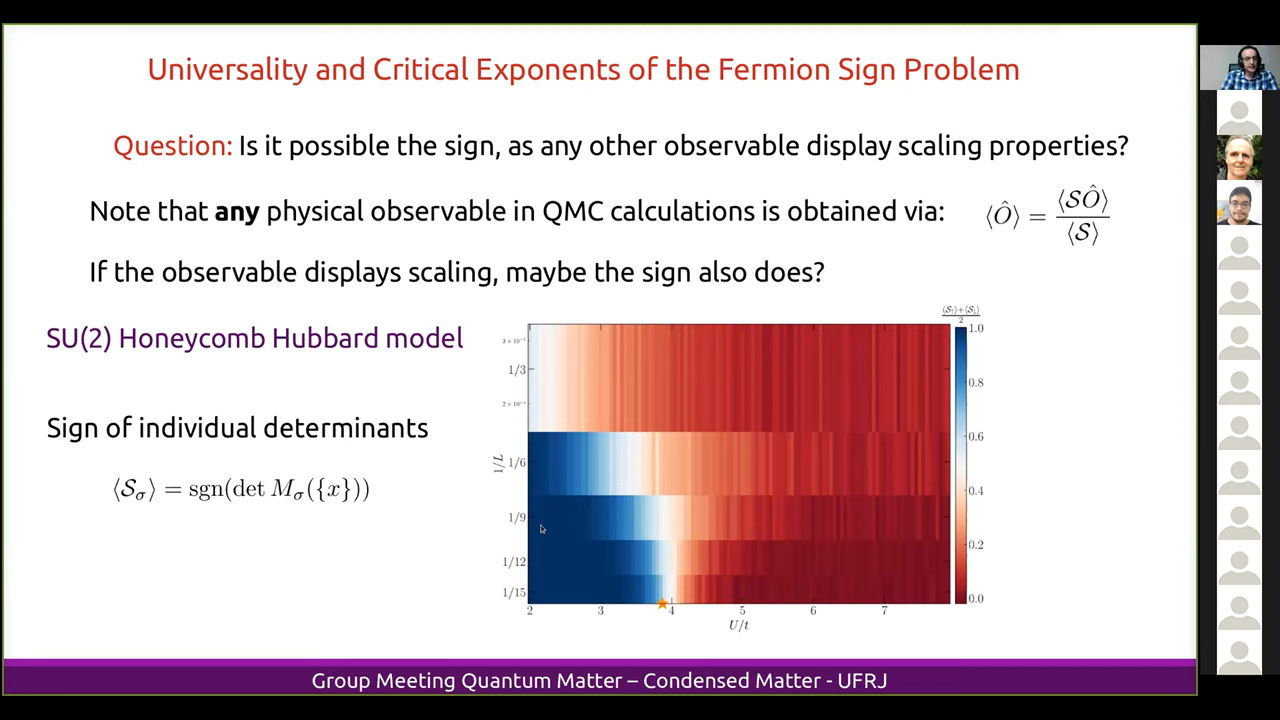 Universality and Critical Exponents of the Fermion Sign Problem
Question: Is it possible the sign, as any other observable display scaling properties?
Note that any physical observable in QMC calculations is obtained via: ⟨Ô⟩ = ⟨SÔ⟩/⟨S⟩
If the observable displays scaling, maybe the sign also does?
SU(2) Honeycomb Hubbard model
Sign of individual determinants
⟨S_σ⟩ = sgn(det M_σ({x}))
1/L
1/3
1/6
1/9
1/12
1/15
2 3 4 5 6 7
U/t
1.0
0.8
0.6
0.4
0.2
0.0
Group Meeting Quantum Matter – Condensed Matter - UFRJ